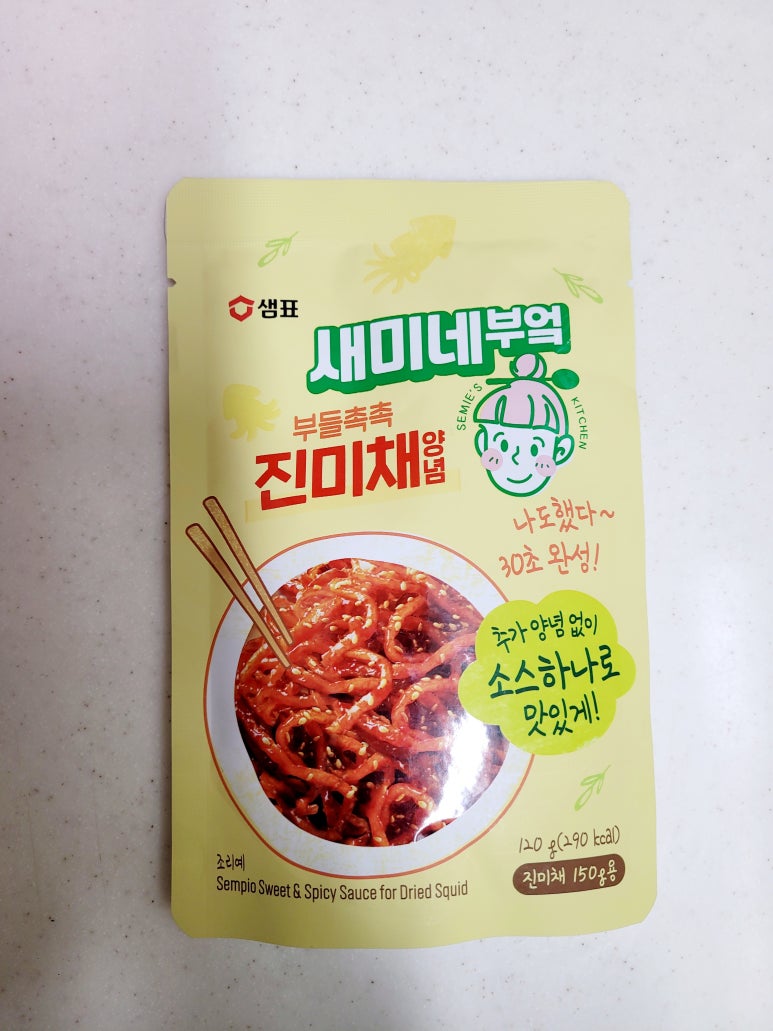 샘표
새미네부엌
SEMIE'S KITCHEN
부들촉촉
진미채양념
나도했다~
30초 완성!
추가 양념 없이
소스하나로
맛있게!
120 g(290 kcal)
진미채 150g용
조리예
Sempio Sweet & Spicy Sauce for Dried Squid